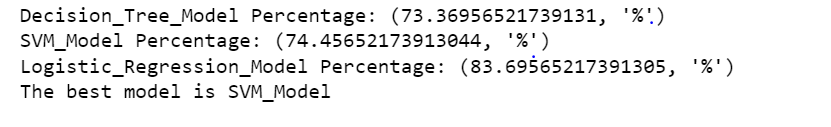 Decision_Tree_Model Percentage: (73.36956521739131, '%')
SVM_Model Percentage: (74.45652173913044, '%')
Logistic_Regression_Model Percentage: (83.69565217391305, '%')
The best model is SVM_Model